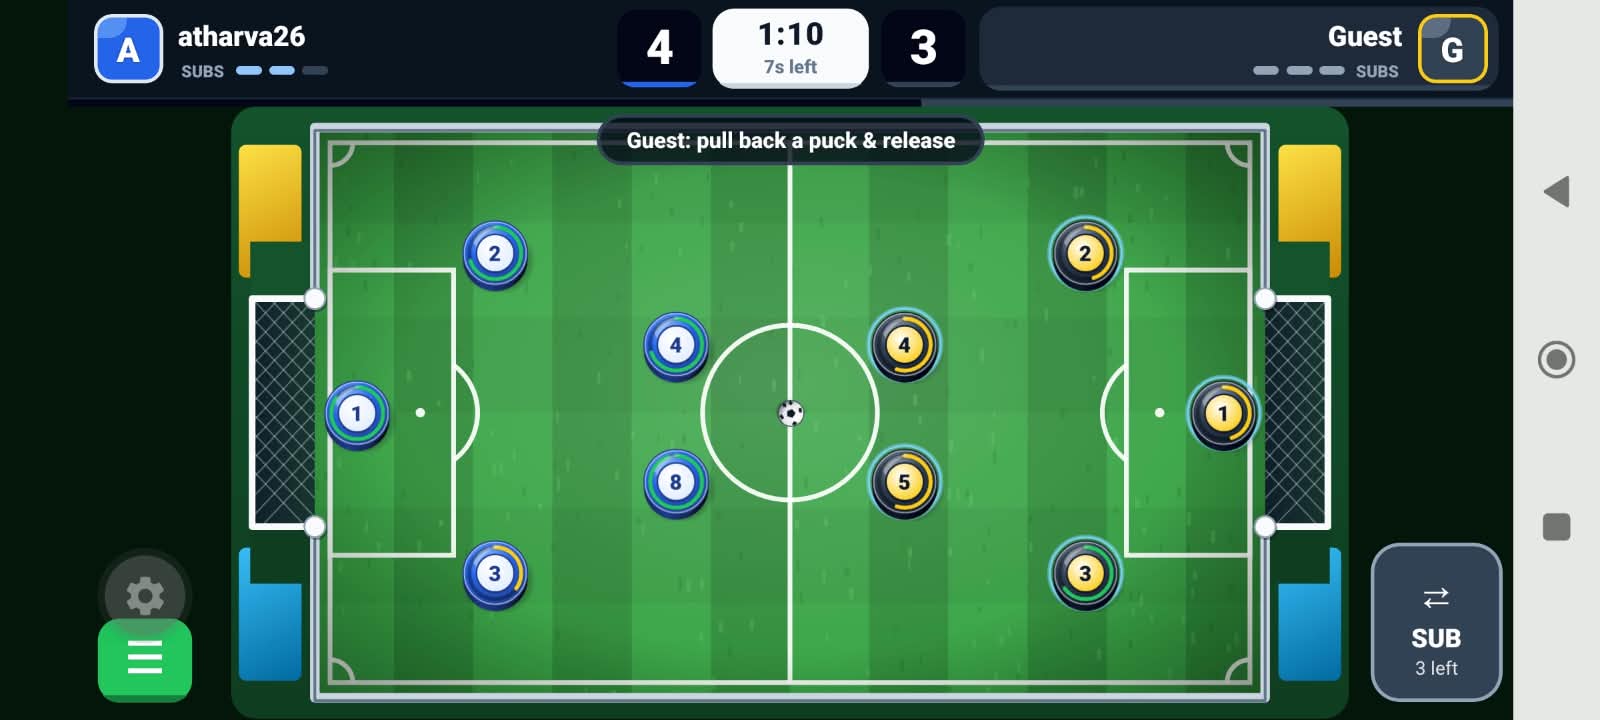 A
atharva26
SUBS
4
1:10
7s left
3
Guest
SUBS
G
Guest: pull back a puck & release
2
2
4
4
1
1
8
5
3
3
SUB
3 left